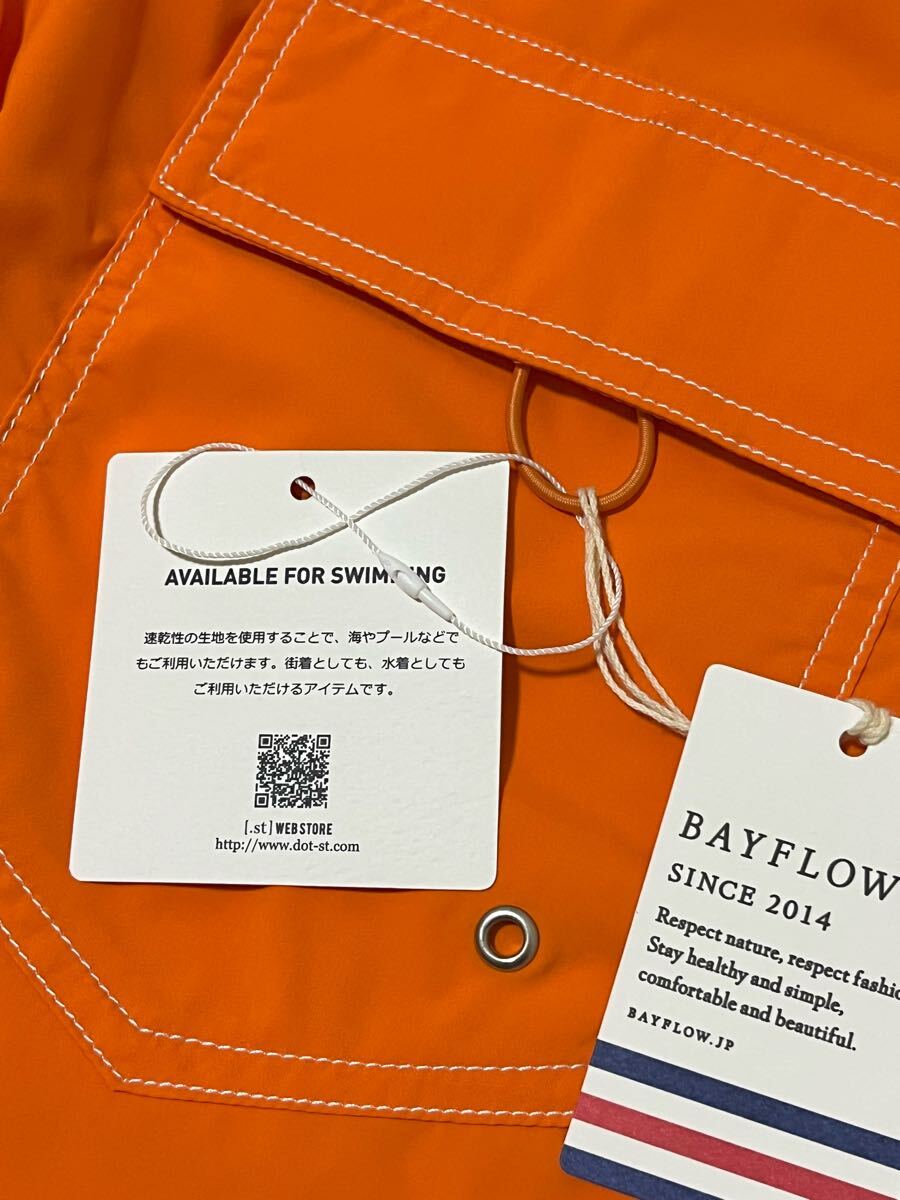 AVAILABLE FOR SWIMMING
速乾性の生地を使用することで、海やプールなどで
もご利用いただけます。街着としても、水着としても
ご利用いただけるアイテムです。
[.st] WEB STORE
http://www.dot-st.com
BAYFLOW
SINCE 2014
Respect nature, respect fashio
Stay healthy and simple,
comfortable and beautiful.
BAYFLOW.JP